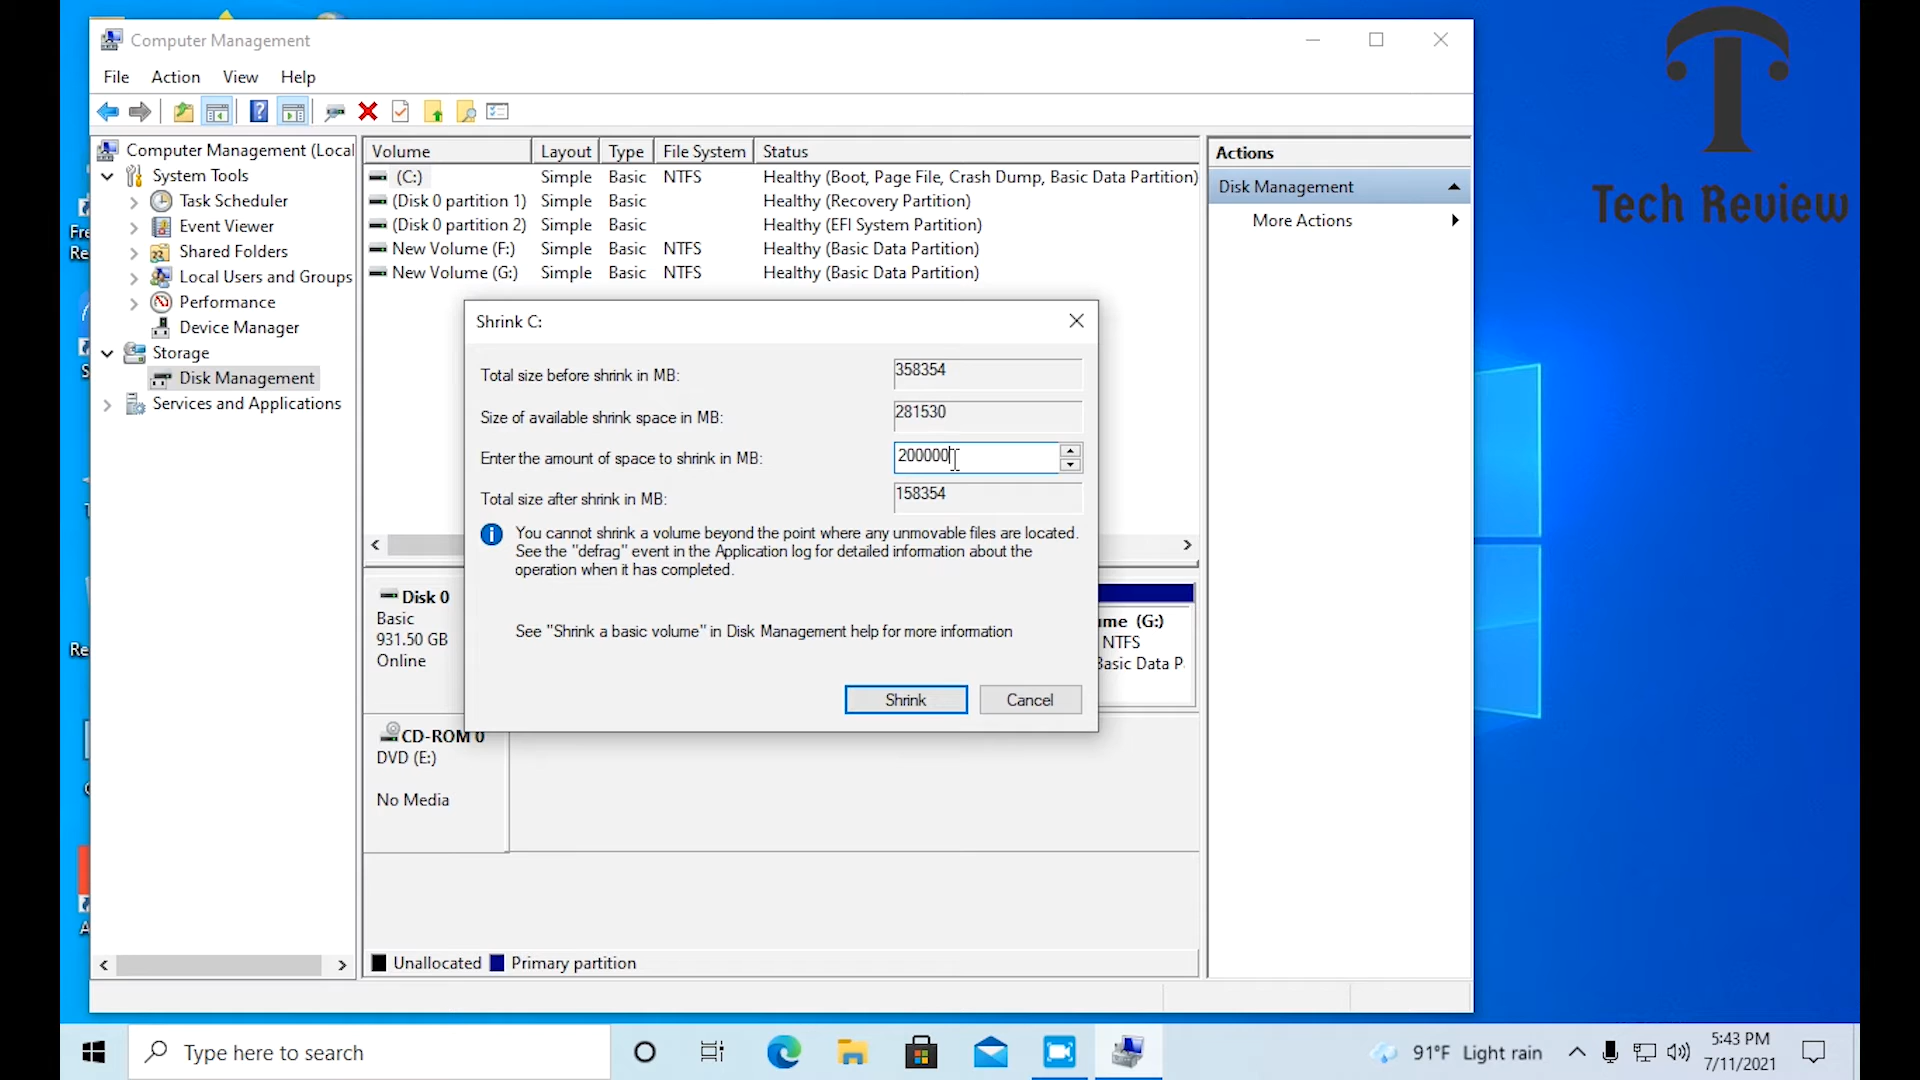 Computer Management
File Action View Help
Computer Management (Local
System Tools
Task Scheduler
Event Viewer
Shared Folders
Local Users and Groups
Performance
Device Manager
Storage
Disk Management
Services and Applications
Volume Layout Type File System Status
(C:) Simple Basic NTFS Healthy (Boot, Page File, Crash Dump, Basic Data Partition)
(Disk 0 partition 1) Simple Basic Healthy (Recovery Partition)
(Disk 0 partition 2) Simple Basic Healthy (EFI System Partition)
New Volume (F:) Simple Basic NTFS Healthy (Basic Data Partition)
New Volume (G:) Simple Basic NTFS Healthy (Basic Data Partition)
Actions
Disk Management
More Actions
Tech Review
Shrink C:
Total size before shrink in MB: 358354
Size of available shrink space in MB: 281530
Enter the amount of space to shrink in MB: 200000
Total size after shrink in MB: 158354
You cannot shrink a volume beyond the point where any unmovable files are located.
See the "defrag" event in the Application log for detailed information about the
operation when it has completed.
See "Shrink a basic volume" in Disk Management help for more information
Shrink Cancel
Disk 0
Basic
931.50 GB
Online
ume (G:)
NTFS
Basic Data P
CD-ROM 0
DVD (E:)
No Media
Unallocated Primary partition
Fre
Re
Re
Type here to search
91°F Light rain
5:43 PM
7/11/2021